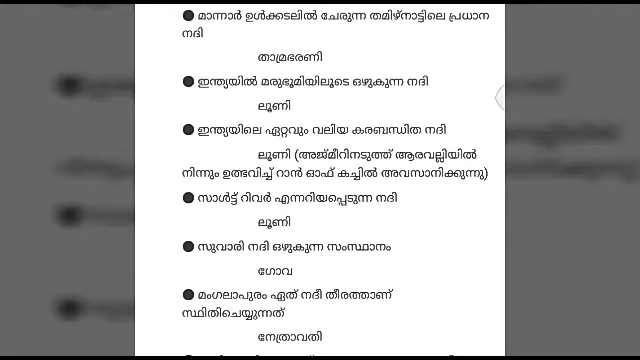 ● മാന്നാർ ഉൾക്കടലിൽ ചേരുന്ന തമിഴ്നാട്ടിലെ പ്രധാന
നദി
താമ്രഭരണി
● ഇന്ത്യയിൽ മരുഭൂമിയിലൂടെ ഒഴുകുന്ന നദി
ലൂണി
● ഇന്ത്യയിലെ ഏറ്റവും വലിയ കരബന്ധിത നദി
ലൂണി (അജ്മീറിനടുത്ത് ആരവല്ലിയിൽ
നിന്നും ഉത്ഭവിച്ച് റാൻ ഓഫ് കച്ചിൽ അവസാനിക്കുന്നു)
● സാൾട്ട് റിവർ എന്നറിയപ്പെടുന്ന നദി
ലൂണി
● സുവാരി നദി ഒഴുകുന്ന സംസ്ഥാനം
ഗോവ
● മംഗലാപുരം ഏത് നദീ തീരത്താണ്
സ്ഥിതിചെയ്യുന്നത്
നേത്രാവതി